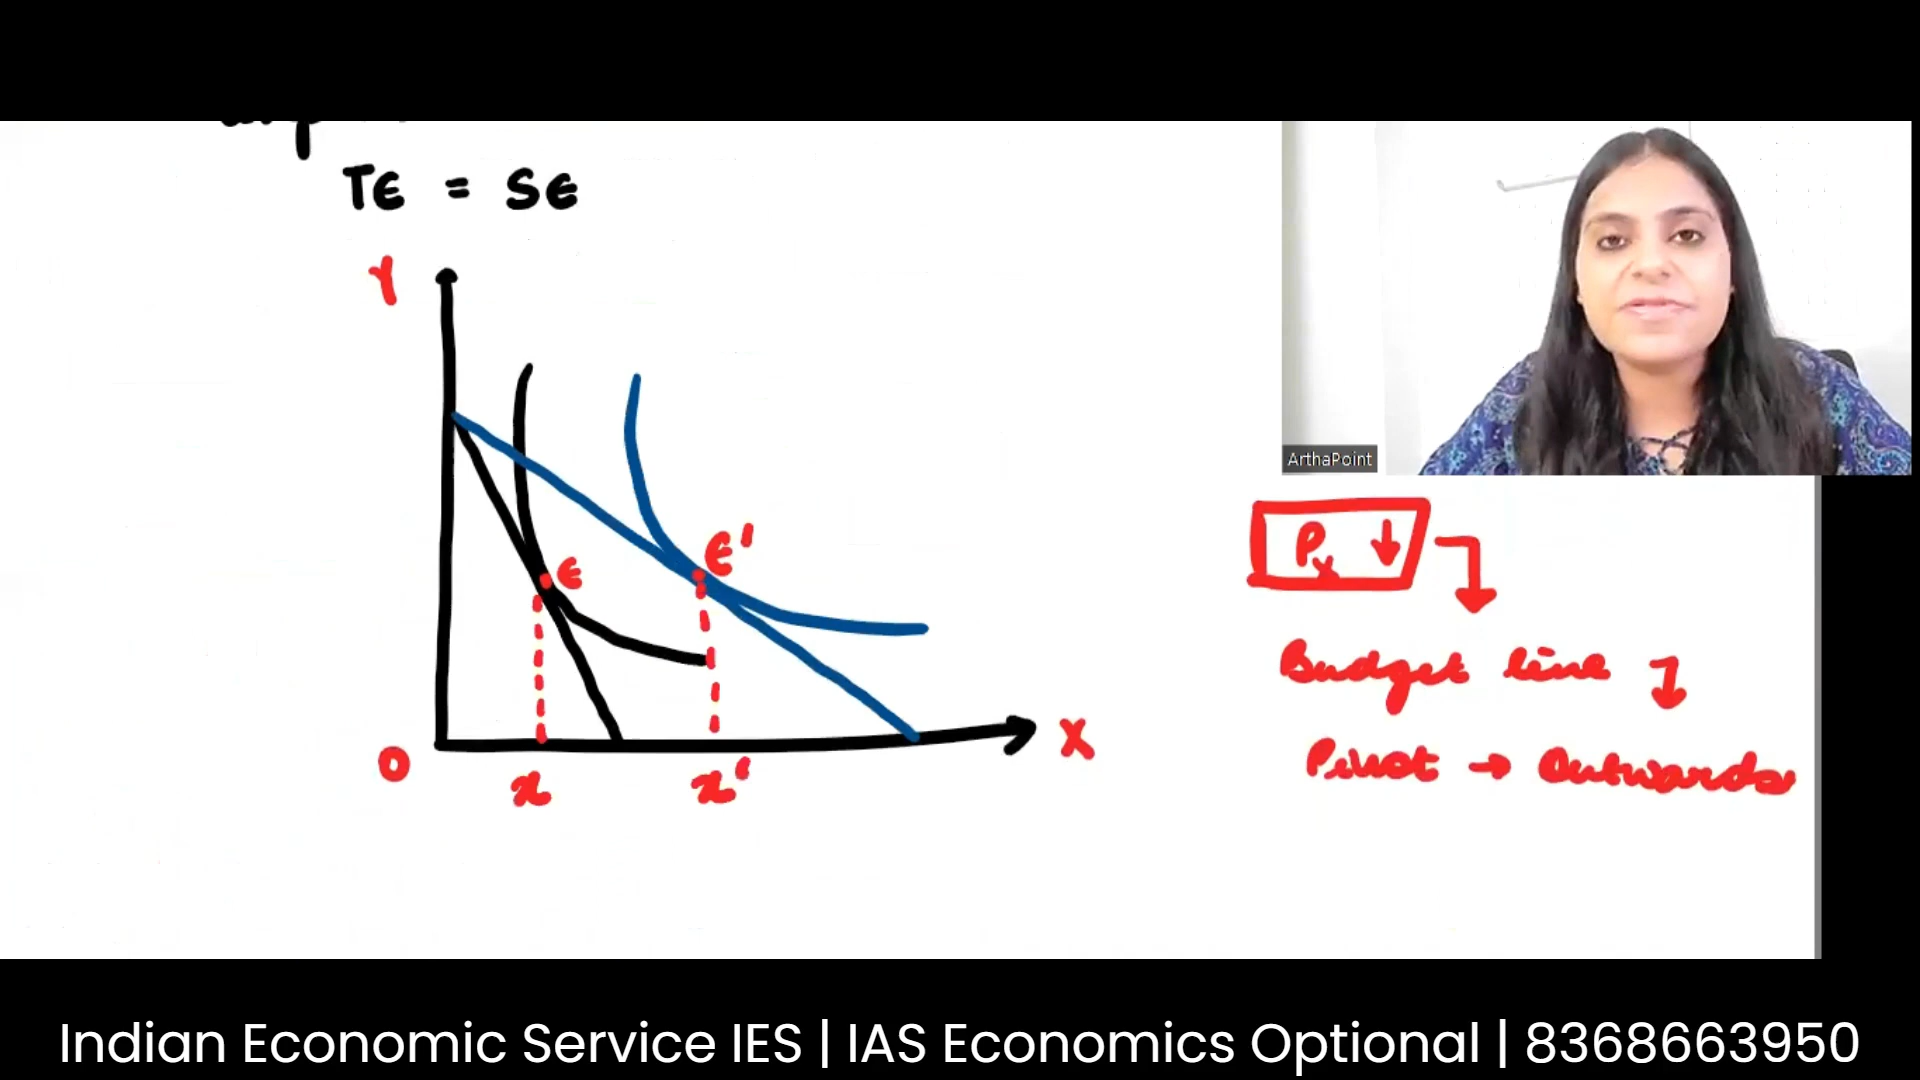 TE = SE
Y
E
E'
O
x
x'
X
ArthaPoint
Px ↓
Budget line
Pivot → Outwards
Indian Economic Service IES | IAS Economics Optional | 8368663950